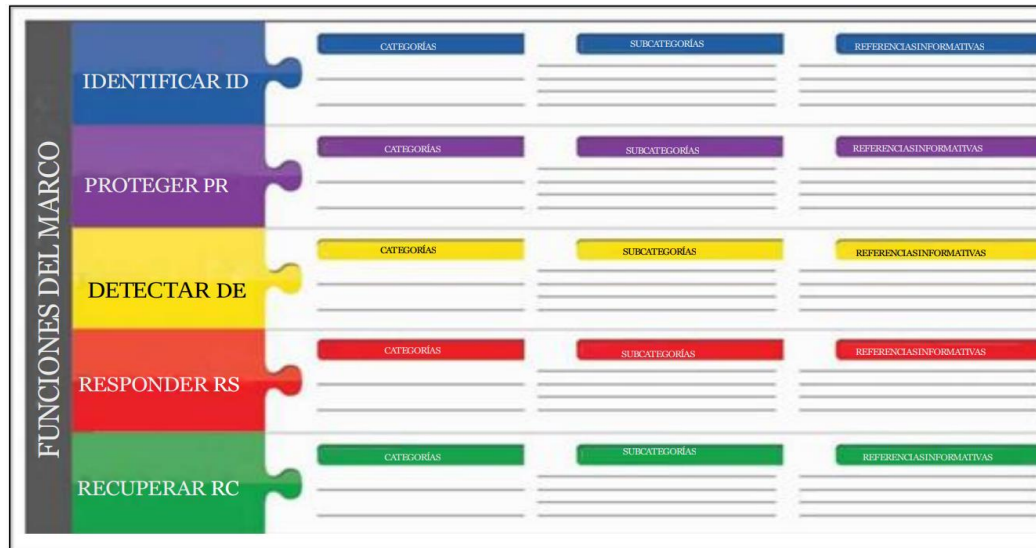 FUNCIONES DEL MARCO
IDENTIFICAR ID
CATEGORÍAS
SUBCATEGORÍAS
REFERENCIASINFORMATIVAS
PROTEGER PR
CATEGORÍAS
SUBCATEGORÍAS
REFERENCIASINFORMATIVAS
DETECTAR DE
CATEGORÍAS
SUBCATEGORÍAS
REFERENCIASINFORMATIVAS
RESPONDER RS
CATEGORÍAS
SUBCATEGORÍAS
REFERENCIASINFORMATIVAS
RECUPERAR RC
CATEGORÍAS
SUBCATEGORÍAS
REFERENCIASINFORMATIVAS